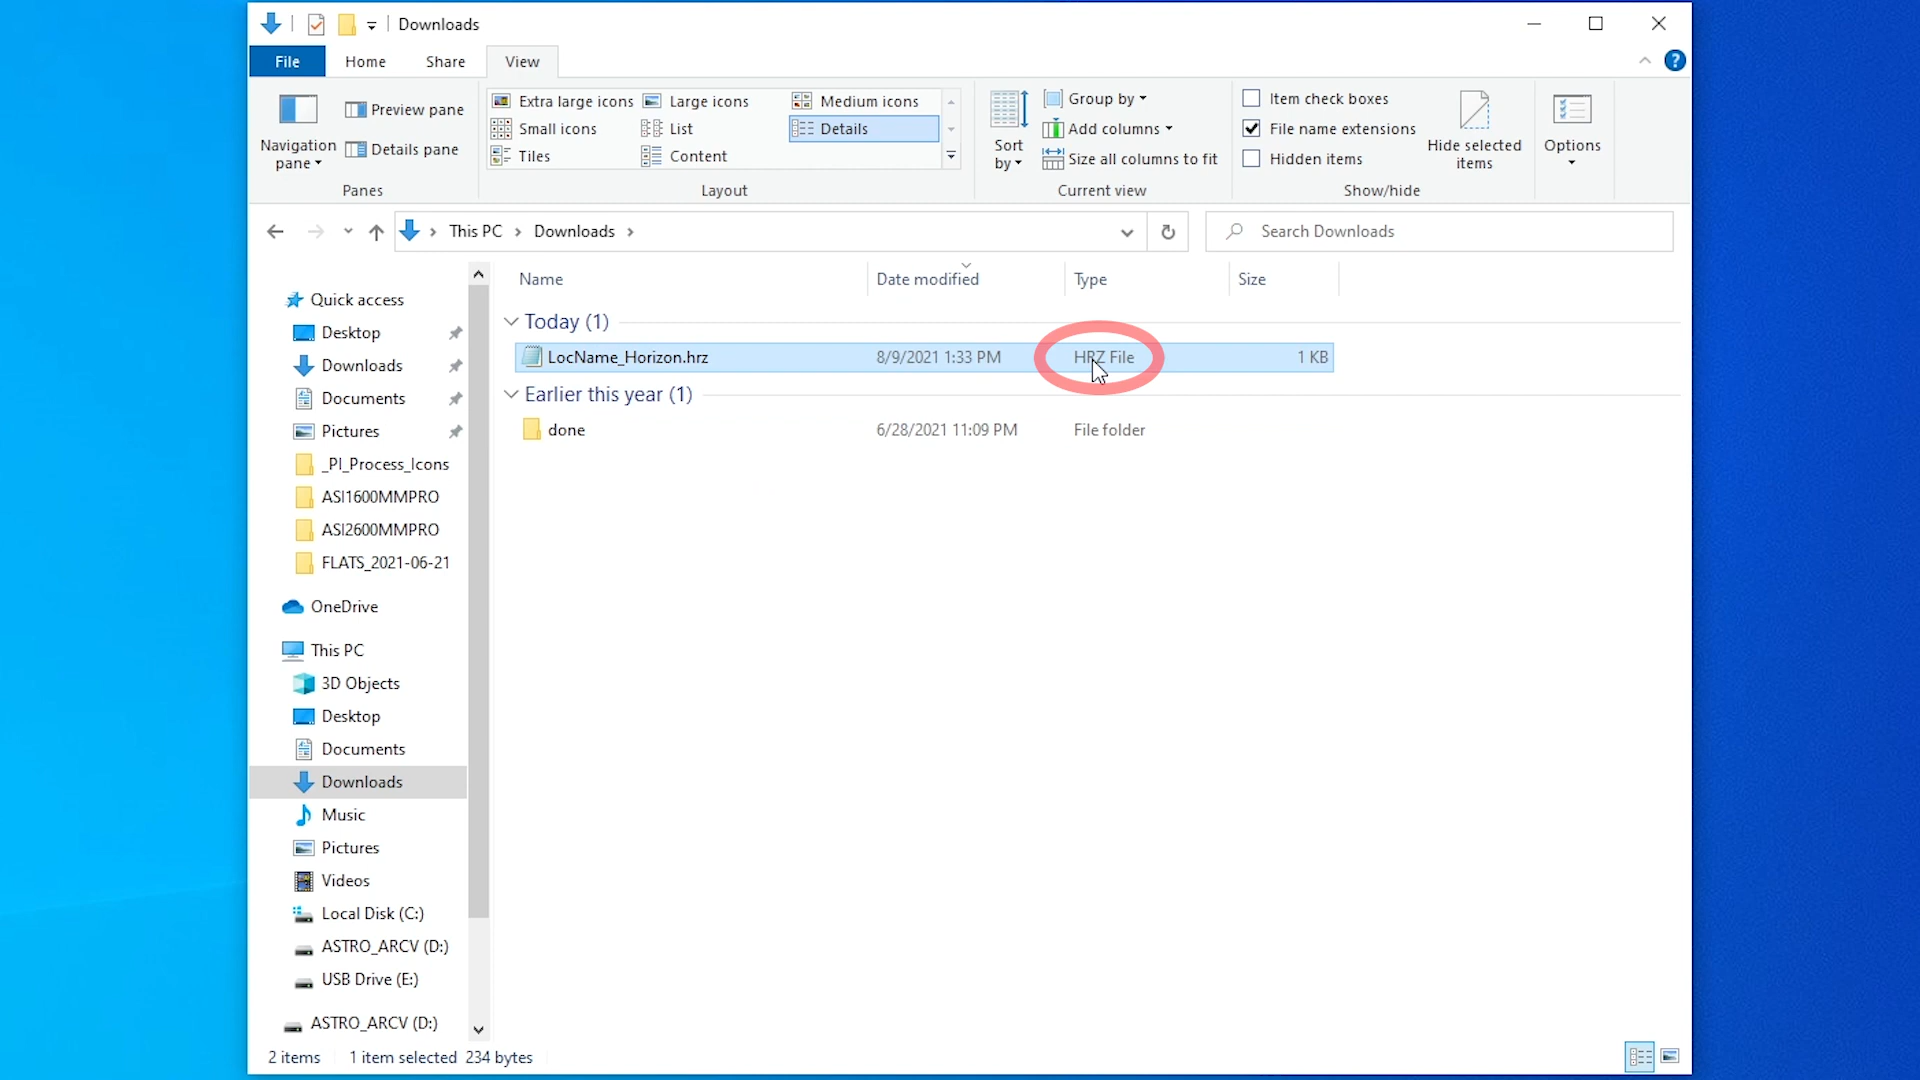 Downloads
File Home Share View
Navigation pane
Preview pane
Details pane
Panes
Extra large icons Large icons Medium icons
Small icons List Details
Tiles Content
Layout
Sort by
Group by
Add columns
Size all columns to fit
Current view
Item check boxes
File name extensions
Hidden items
Hide selected items
Show/hide
Options
This PC Downloads
Search Downloads
Name Date modified Type Size
Today (1)
LocName_Horizon.hrz 8/9/2021 1:33 PM HRZ File 1 KB
Earlier this year (1)
done 6/28/2021 11:09 PM File folder
Quick access
Desktop
Downloads
Documents
Pictures
_PI_Process_Icons
ASI1600MMPRO
ASI2600MMPRO
FLATS_2021-06-21
OneDrive
This PC
3D Objects
Desktop
Documents
Downloads
Music
Pictures
Videos
Local Disk (C:)
ASTRO_ARCV (D:)
USB Drive (E:)
ASTRO_ARCV (D:)
2 items 1 item selected 234 bytes